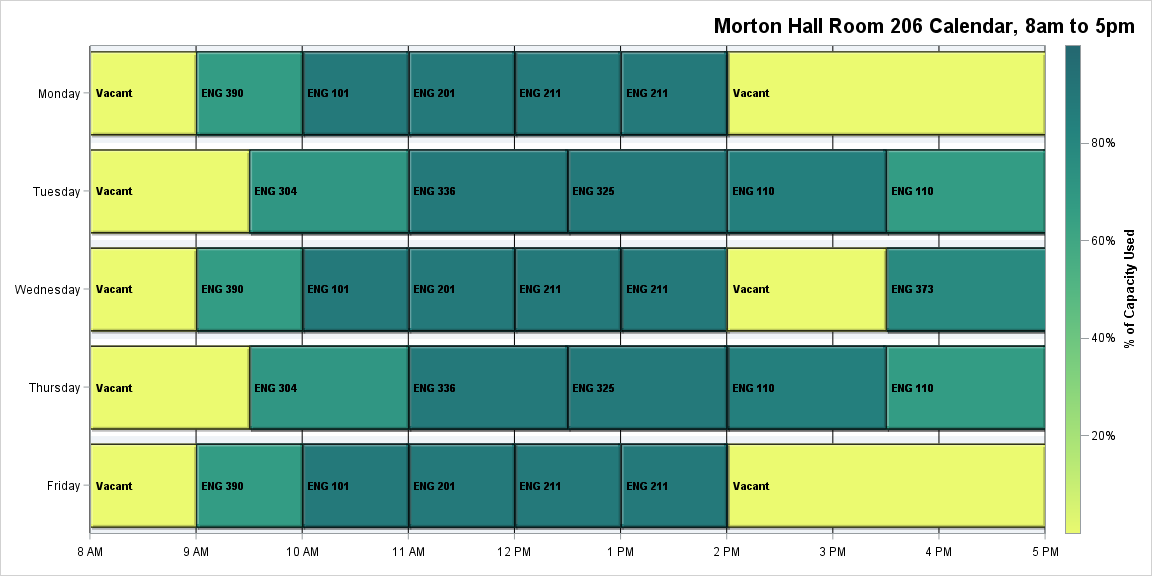 Morton Hall Room 206 Calendar, 8am to 5pm
Monday
Vacant
ENG 390
ENG 101
ENG 201
ENG 211
ENG 211
Vacant
Tuesday
Vacant
ENG 304
ENG 336
ENG 325
ENG 110
ENG 110
Wednesday
Vacant
ENG 390
ENG 101
ENG 201
ENG 211
ENG 211
Vacant
ENG 373
Thursday
Vacant
ENG 304
ENG 336
ENG 325
ENG 110
ENG 110
Friday
Vacant
ENG 390
ENG 101
ENG 201
ENG 211
ENG 211
Vacant
8 AM
9 AM
10 AM
11 AM
12 PM
1 PM
2 PM
3 PM
4 PM
5 PM
80%
60%
40%
20%
% of Capacity Used